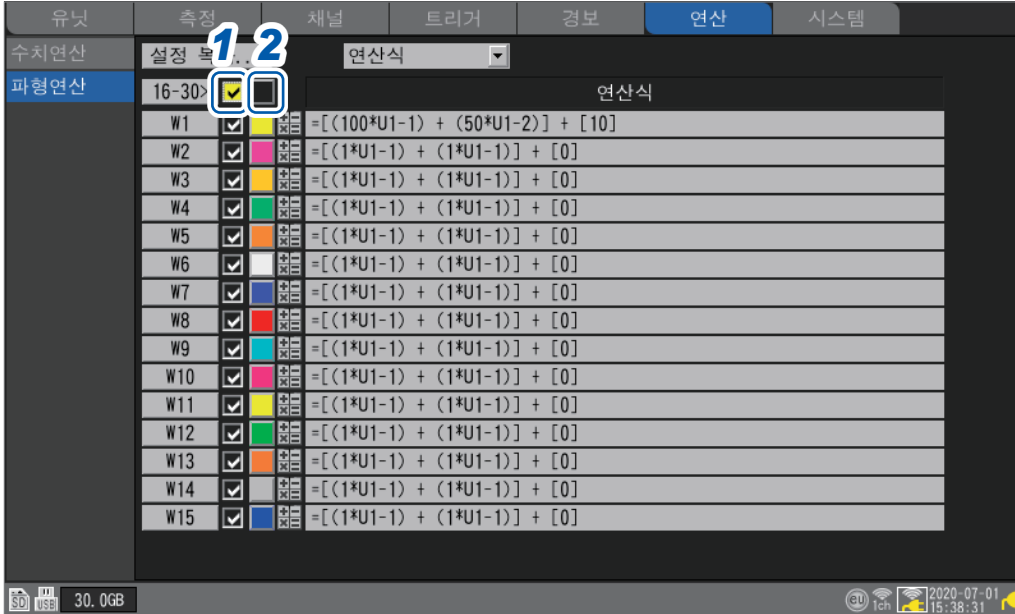 유닛 측정 채널 트리거 경보 연산 시스템
수치연산 설정 1 2 연산식
파형연산 16-30> 연산식
W1 =[(100*U1-1) + (50*U1-2)] + [10]
W2 =[(1*U1-1) + (1*U1-1)] + [0]
W3 =[(1*U1-1) + (1*U1-1)] + [0]
W4 =[(1*U1-1) + (1*U1-1)] + [0]
W5 =[(1*U1-1) + (1*U1-1)] + [0]
W6 =[(1*U1-1) + (1*U1-1)] + [0]
W7 =[(1*U1-1) + (1*U1-1)] + [0]
W8 =[(1*U1-1) + (1*U1-1)] + [0]
W9 =[(1*U1-1) + (1*U1-1)] + [0]
W10 =[(1*U1-1) + (1*U1-1)] + [0]
W11 =[(1*U1-1) + (1*U1-1)] + [0]
W12 =[(1*U1-1) + (1*U1-1)] + [0]
W13 =[(1*U1-1) + (1*U1-1)] + [0]
W14 =[(1*U1-1) + (1*U1-1)] + [0]
W15 =[(1*U1-1) + (1*U1-1)] + [0]
SD USB 30.0GB EU 1ch 2020-07-01
15:38:31